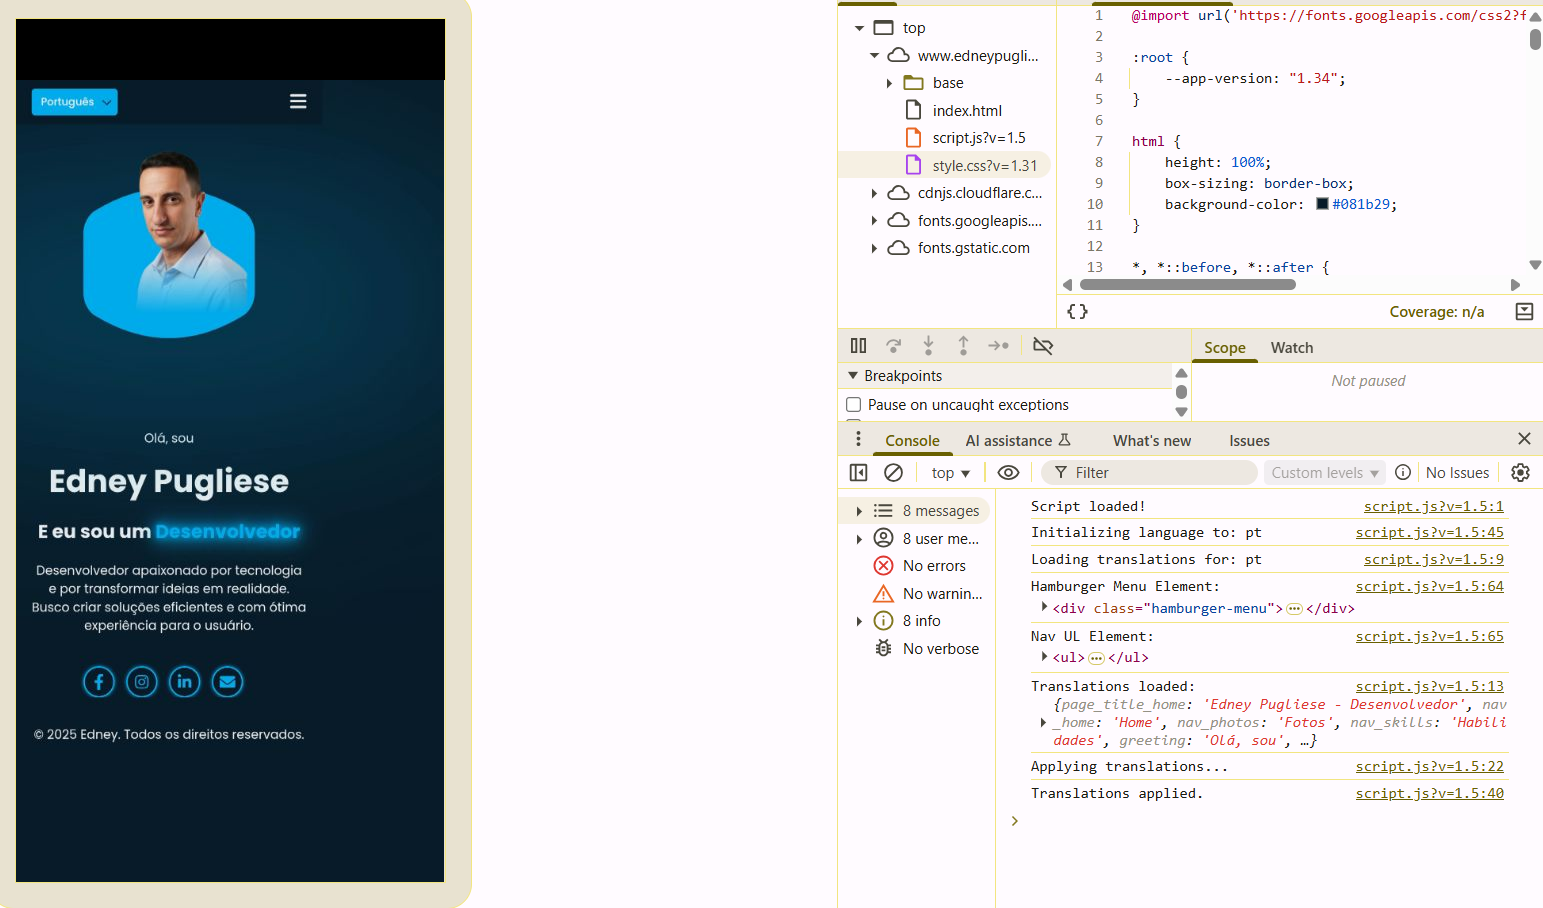 Português
Olá, sou
Edney Pugliese
E eu sou um Desenvolvedor
Desenvolvedor apaixonado por tecnologia
e por transformar ideias em realidade.
Busco criar soluções eficientes e com ótima
experiência para o usuário.
© 2025 Edney. Todos os direitos reservados.
top
www.edneypugli...
base
index.html
script.js?v=1.5
style.css?v=1.31
cdnjs.cloudflare.c...
fonts.googleapis....
fonts.gstatic.com
1 @import url('https://fonts.googleapis.com/css2?f
2
3 :root {
4 --app-version: "1.34";
5 }
6
7 html {
8 height: 100%;
9 box-sizing: border-box;
10 background-color: #081b29;
11 }
12
13 *, *::before, *::after {
{ } Coverage: n/a
Scope Watch
Breakpoints
Not paused
Pause on uncaught exceptions
Console AI assistance What's new Issues
top Filter Custom levels No Issues
8 messages
8 user me...
No errors
No warnin...
8 info
No verbose
Script loaded! script.js?v=1.5:1
Initializing language to: pt script.js?v=1.5:45
Loading translations for: pt script.js?v=1.5:9
Hamburger Menu Element: script.js?v=1.5:64
<div class="hamburger-menu">…</div>
Nav UL Element: script.js?v=1.5:65
<ul>…</ul>
Translations loaded: script.js?v=1.5:13
{page_title_home: 'Edney Pugliese - Desenvolvedor', nav
_home: 'Home', nav_photos: 'Fotos', nav_skills: 'Habili
dades', greeting: 'Olá, sou', …}
Applying translations... script.js?v=1.5:22
Translations applied. script.js?v=1.5:40